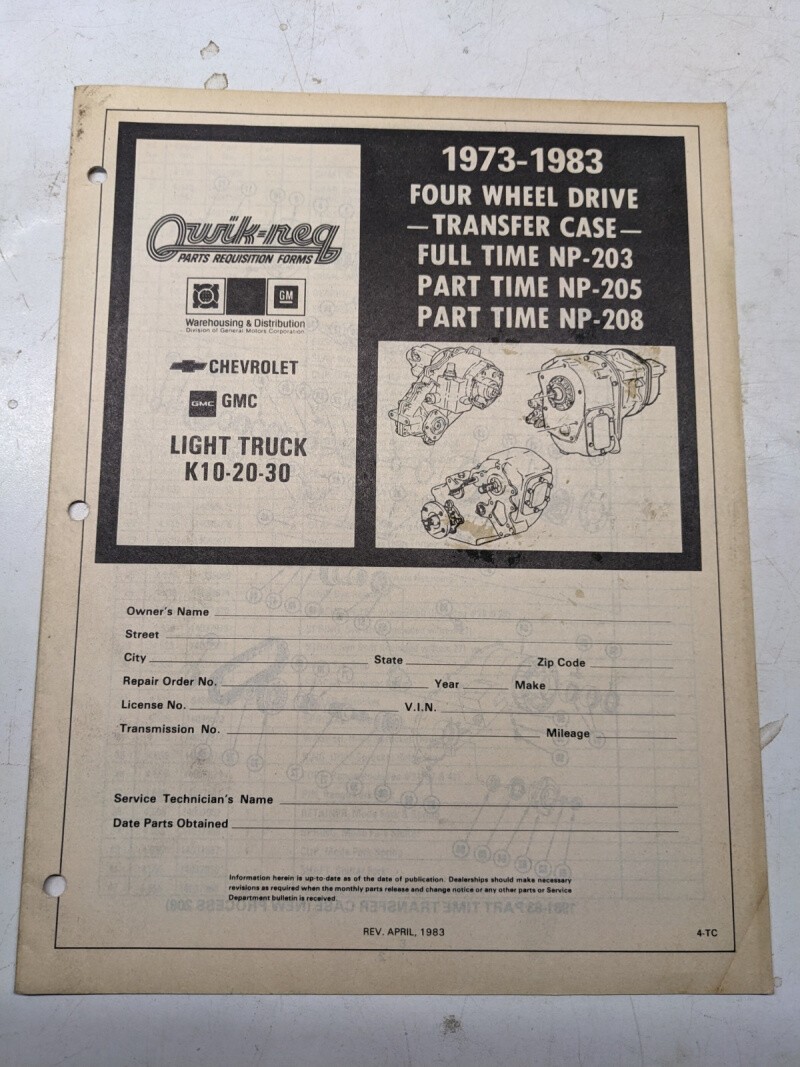 Qwik-req
PARTS REQUISITION FORMS
GM
Warehousing & Distribution
Division of General Motors Corporation
CHEVROLET
GMC GMC
LIGHT TRUCK
K10-20-30
1973-1983
FOUR WHEEL DRIVE
—TRANSFER CASE—
FULL TIME NP-203
PART TIME NP-205
PART TIME NP-208
Owner's Name
Street
City State Zip Code
Repair Order No. Year Make
License No. V.I.N.
Transmission No. Mileage
Service Technician's Name
Date Parts Obtained
Information herein is up-to-date as of the date of publication. Dealerships should make necessary
revisions as required when the monthly parts release and change notice or any other parts or Service
Department bulletin is received.
REV. APRIL, 1983
4-TC